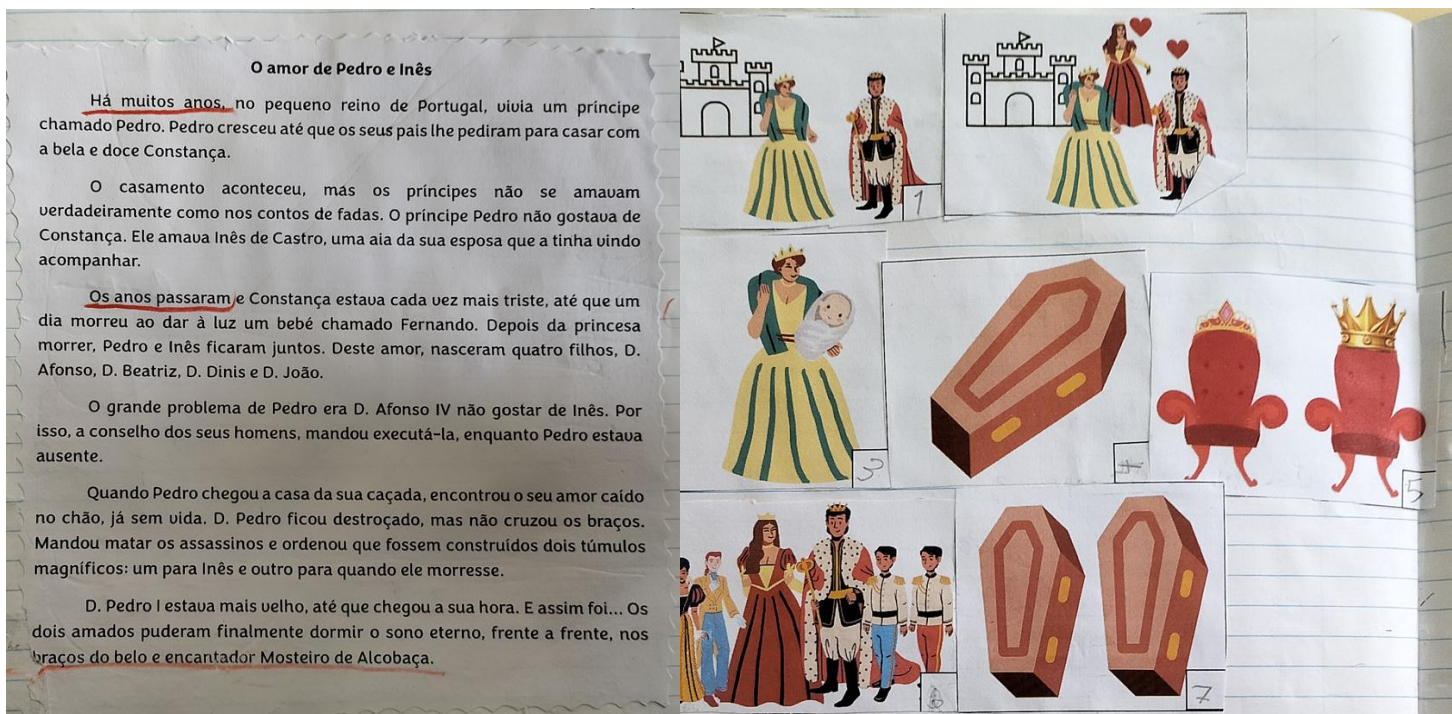 O amor de Pedro e Inês
Há muitos anos, no pequeno reino de Portugal, vivia um príncipe
chamado Pedro. Pedro cresceu até que os seus pais lhe pediram para casar com
a bela e doce Constança.
O casamento aconteceu, mas os príncipes não se amavam
verdadeiramente como nos contos de fadas. O príncipe Pedro não gostava de
Constança. Ele amava Inês de Castro, uma aia da sua esposa que a tinha vindo
acompanhar.
Os anos passaram e Constança estava cada vez mais triste, até que um
dia morreu ao dar à luz um bebé chamado Fernando. Depois da princesa
morrer, Pedro e Inês ficaram juntos. Deste amor, nasceram quatro filhos, D.
Afonso, D. Beatriz, D. Dinis e D. João.
O grande problema de Pedro era D. Afonso IV não gostar de Inês. Por
isso, a conselho dos seus homens, mandou executá-la, enquanto Pedro estava
ausente.
Quando Pedro chegou a casa da sua caçada, encontrou o seu amor caído
no chão, já sem vida. D. Pedro ficou destroçado, mas não cruzou os braços.
Mandou matar os assassinos e ordenou que fossem construídos dois túmulos
magníficos: um para Inês e outro para quando ele morresse.
D. Pedro I estava mais velho, até que chegou a sua hora. E assim foi... Os
dois amados puderam finalmente dormir o sono eterno, frente a frente, nos
braços do belo e encantador Mosteiro de Alcobaça.
1
3
4
5
6
7